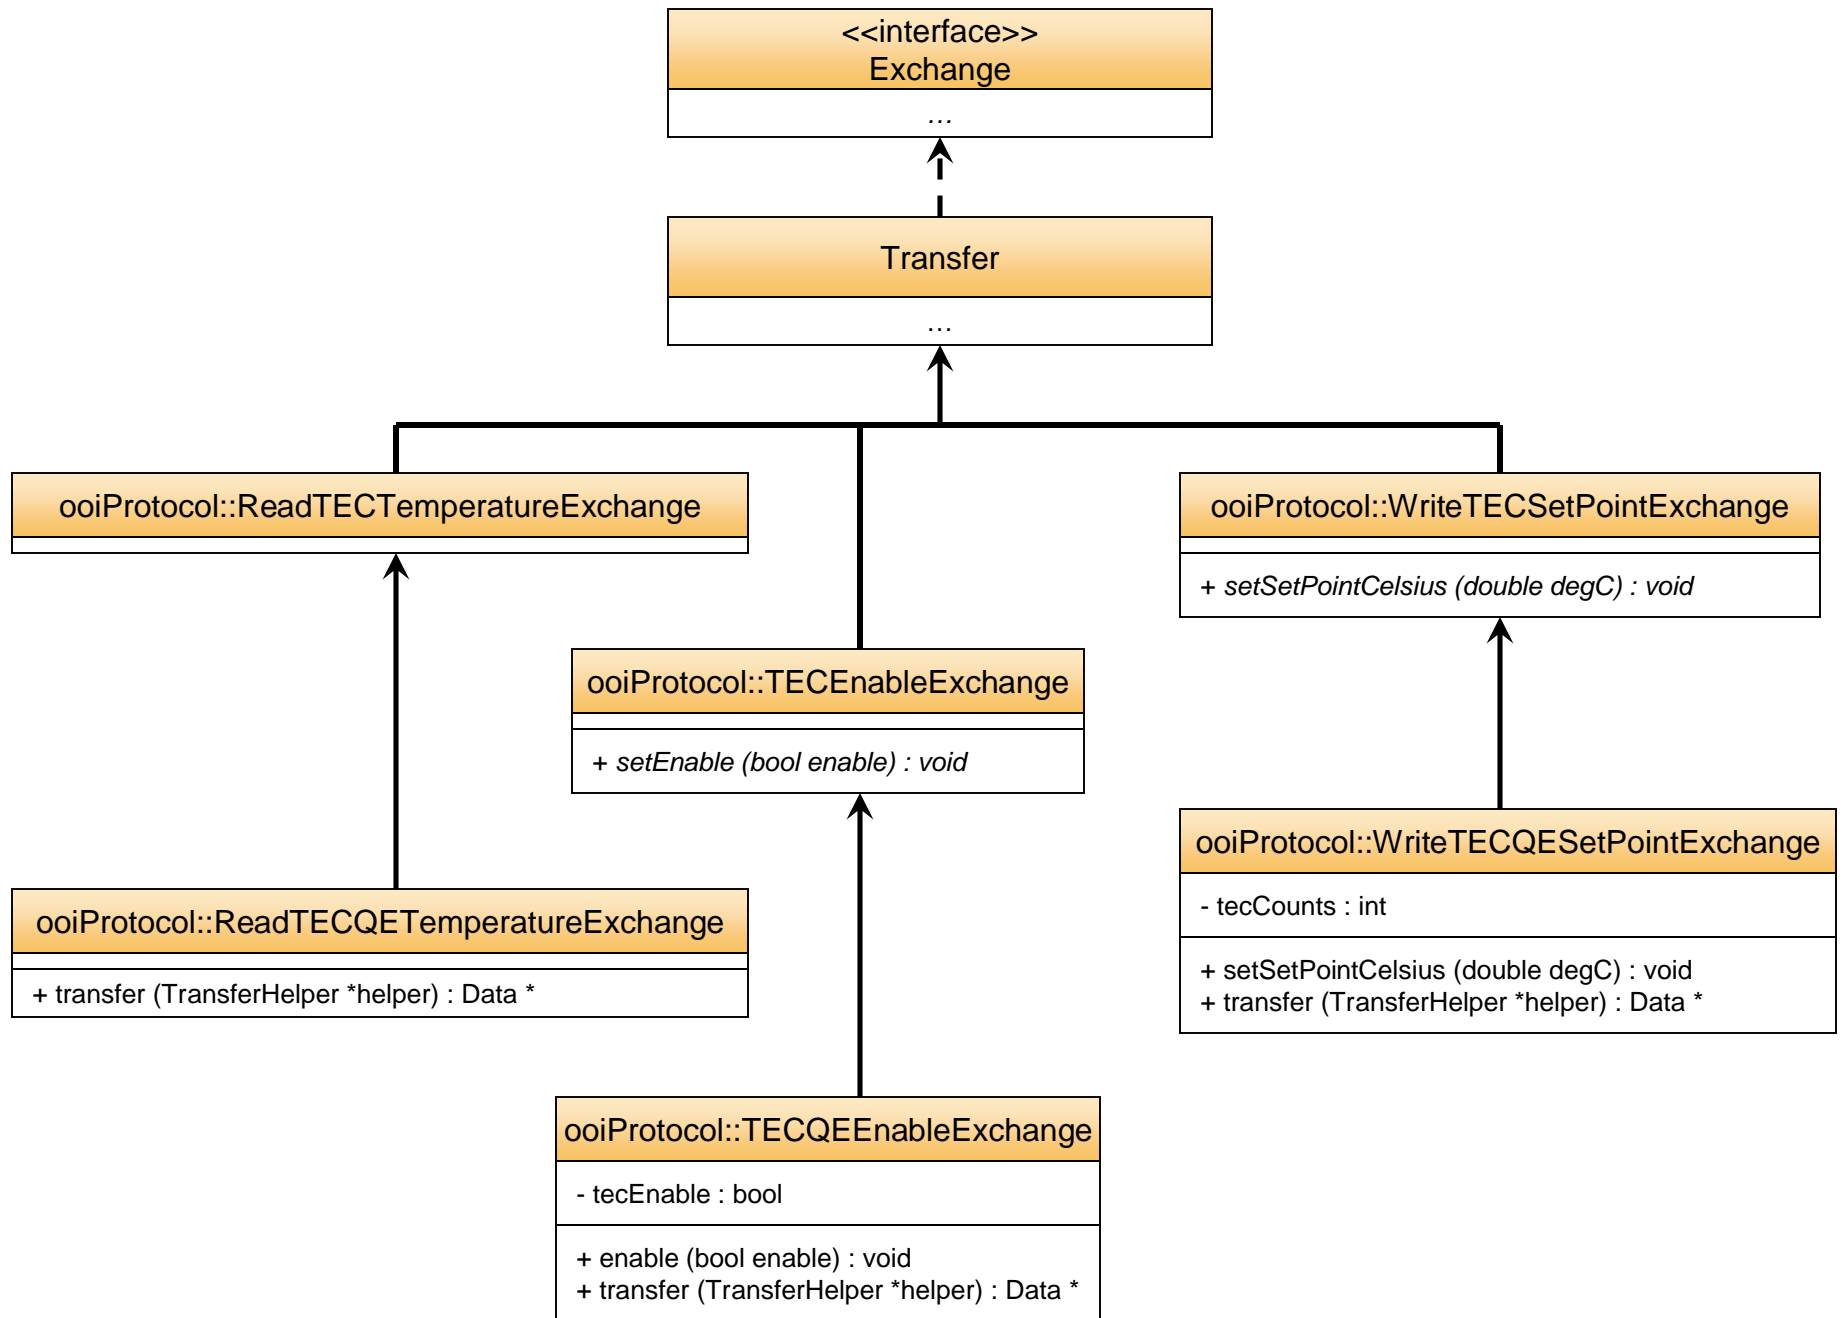 <<interface>>
Exchange
...
Transfer
...
ooiProtocol::ReadTECTemperatureExchange
ooiProtocol::WriteTECSetPointExchange
+ setSetPointCelsius (double degC) : void
ooiProtocol::TECEnableExchange
+ setEnable (bool enable) : void
ooiProtocol::WriteTECQESetPointExchange
- tecCounts : int
+ setSetPointCelsius (double degC) : void
+ transfer (TransferHelper *helper) : Data *
ooiProtocol::ReadTECQETemperatureExchange
+ transfer (TransferHelper *helper) : Data *
ooiProtocol::TECQEEnableExchange
- tecEnable : bool
+ enable (bool enable) : void
+ transfer (TransferHelper *helper) : Data *